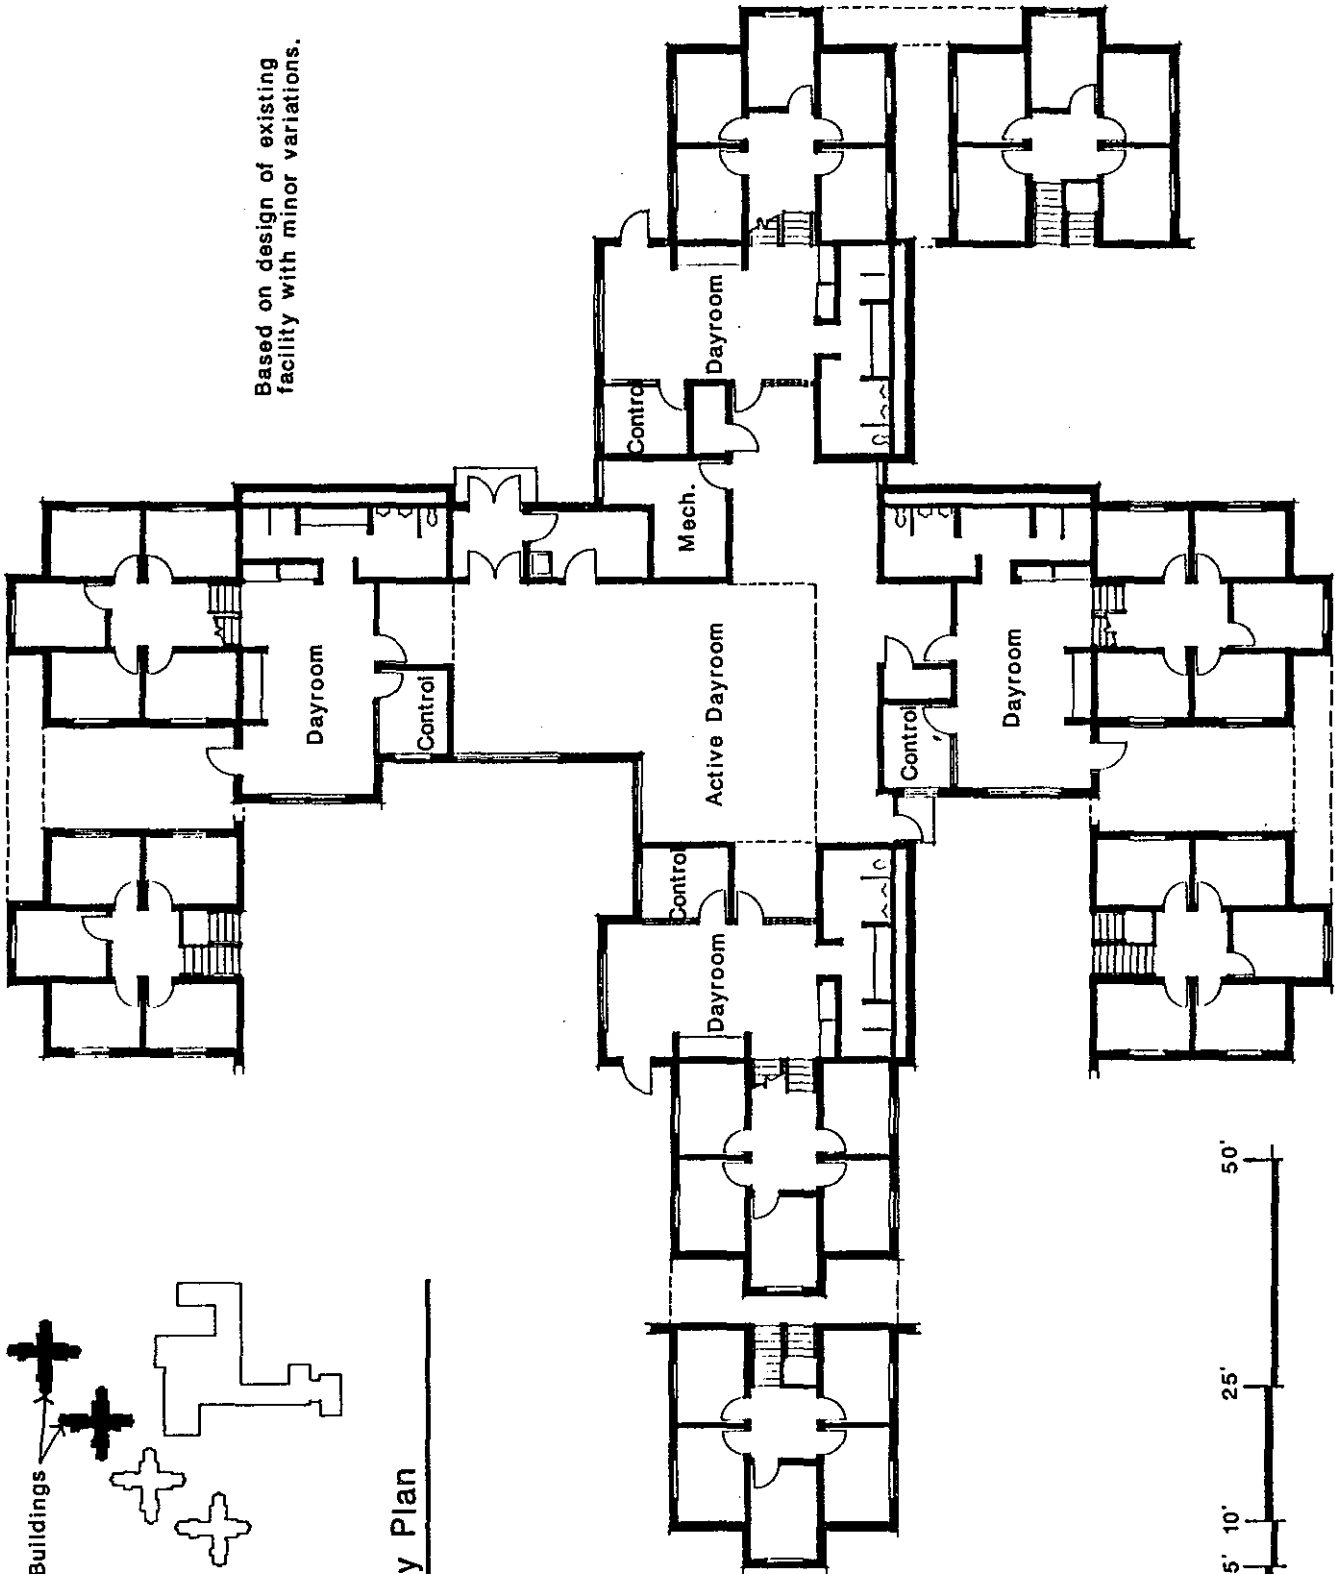 Based on design of existing
facility with minor variations.
Dayroom
Contro
Mech.
Dayroom
Control
Active Dayroom
Dayroom
Control
Control
Dayroom
Buildings
y Plan
5' 10' 25' 50'